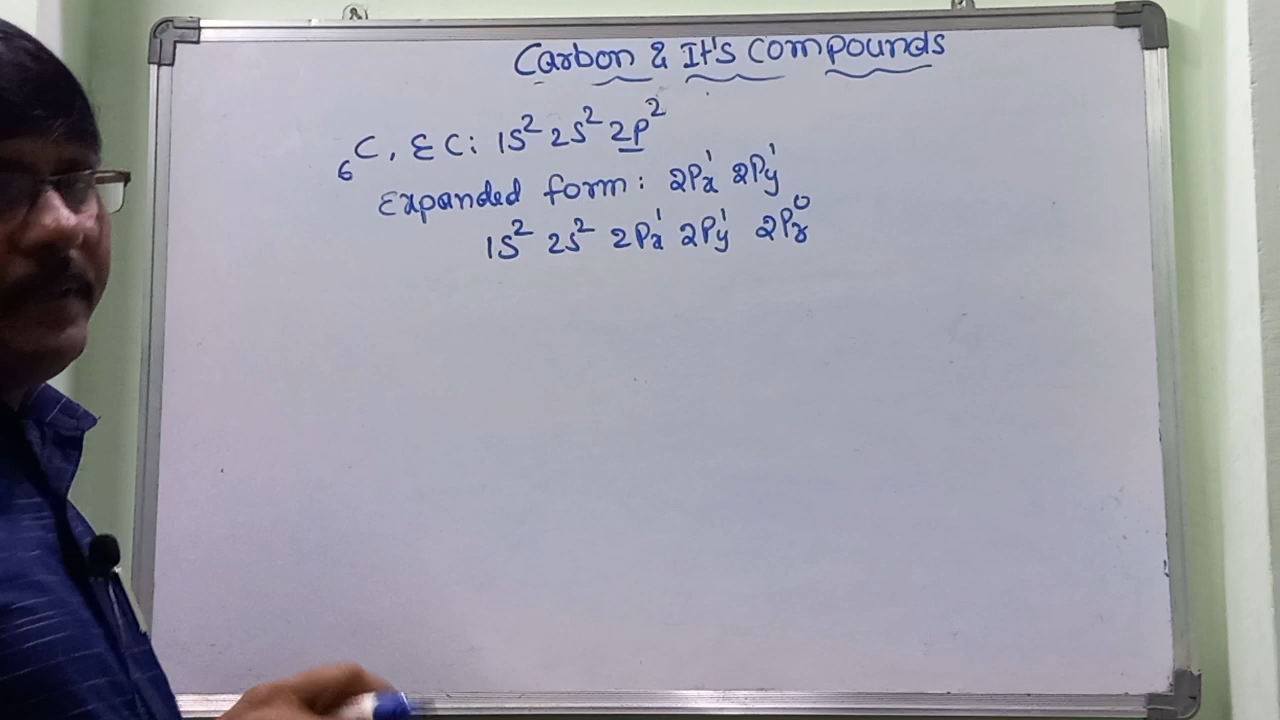 Carbon & It's Compounds
₆C, EC: 1S² 2S² 2P²
Expanded form: 2Px¹ 2Py¹
1S² 2S² 2Px¹ 2Py¹ 2Pz⁰